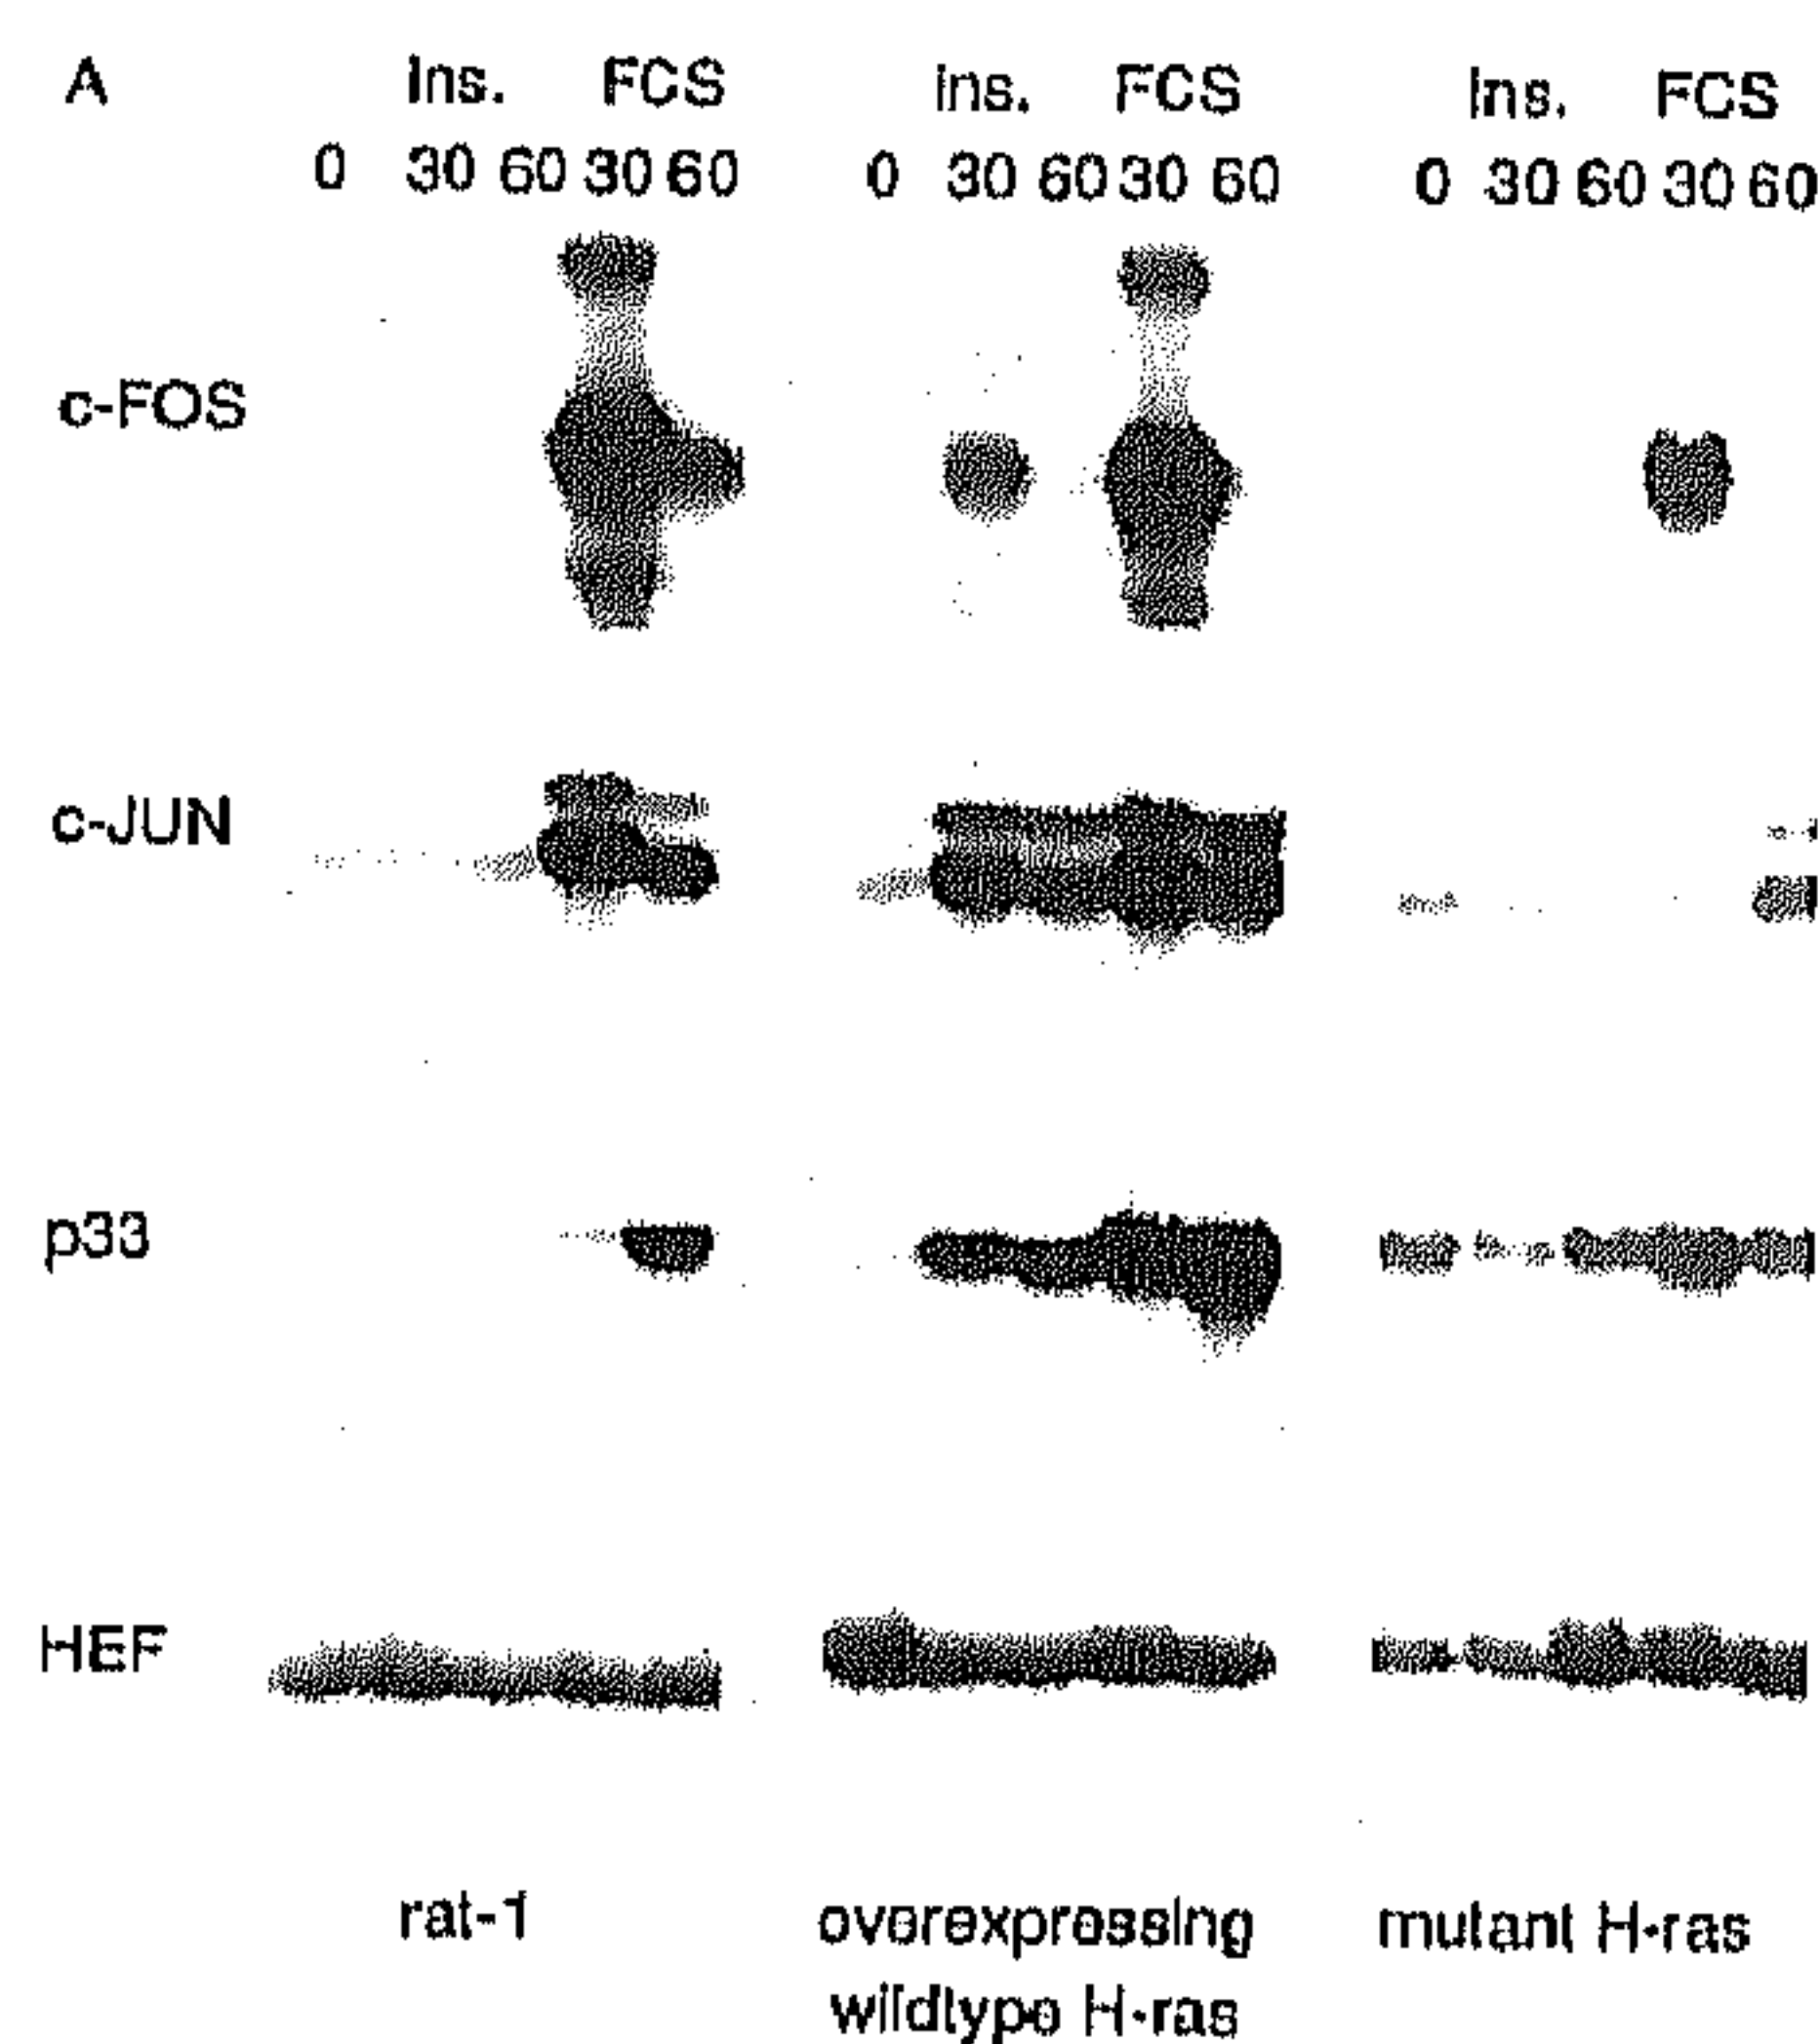 A Ins. FCS ins. FCS Ins. FCS
0 30 60 30 60 0 30 60 30 60 0 30 60 30 60
c-FOS
c-JUN
p33
HEF
rat-1 overexpressing mutant H-ras
wildtype H-ras